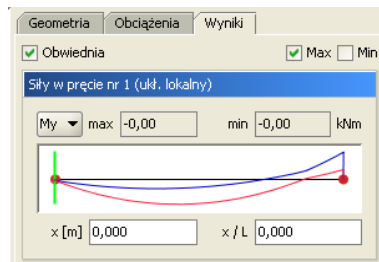 Geometria Obciążenia Wyniki
Obwiednia Max Min
Siły w pręcie nr 1 (ukł. lokalny)
My max -0,00 min -0,00 kNm
x [m] 0,000 x / L 0,000